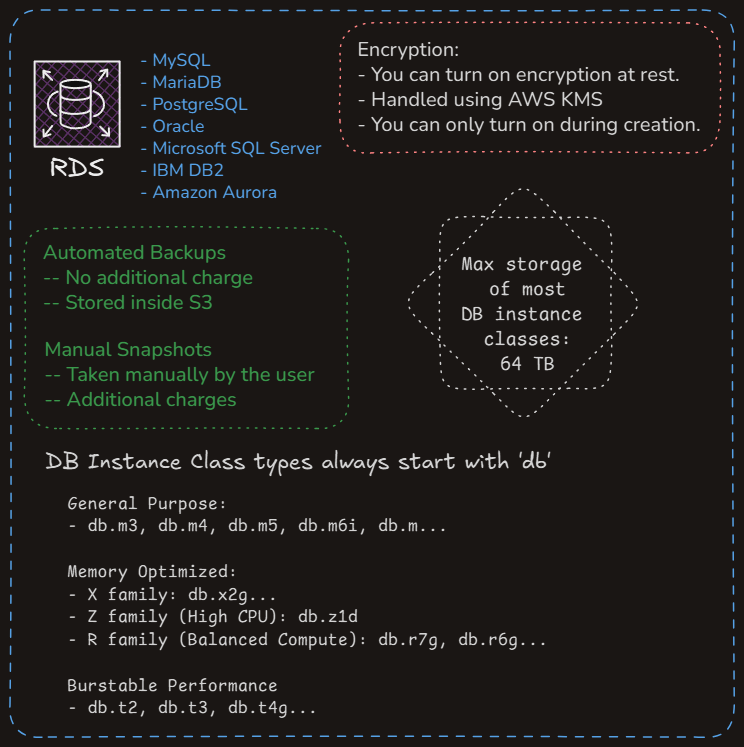 RDS
- MySQL
- MariaDB
- PostgreSQL
- Oracle
- Microsoft SQL Server
- IBM DB2
- Amazon Aurora
Encryption:
- You can turn on encryption at rest.
- Handled using AWS KMS
- You can only turn on during creation.
Automated Backups
-- No additional charge
-- Stored inside S3
Manual Snapshots
-- Taken manually by the user
-- Additional charges
Max storage
of most
DB instance
classes:
64 TB
DB Instance Class types always start with 'db'
General Purpose:
- db.m3, db.m4, db.m5, db.m6i, db.m...
Memory Optimized:
- X family: db.x2g...
- Z family (High CPU): db.z1d
- R family (Balanced Compute): db.r7g, db.r6g...
Burstable Performance
- db.t2, db.t3, db.t4g...